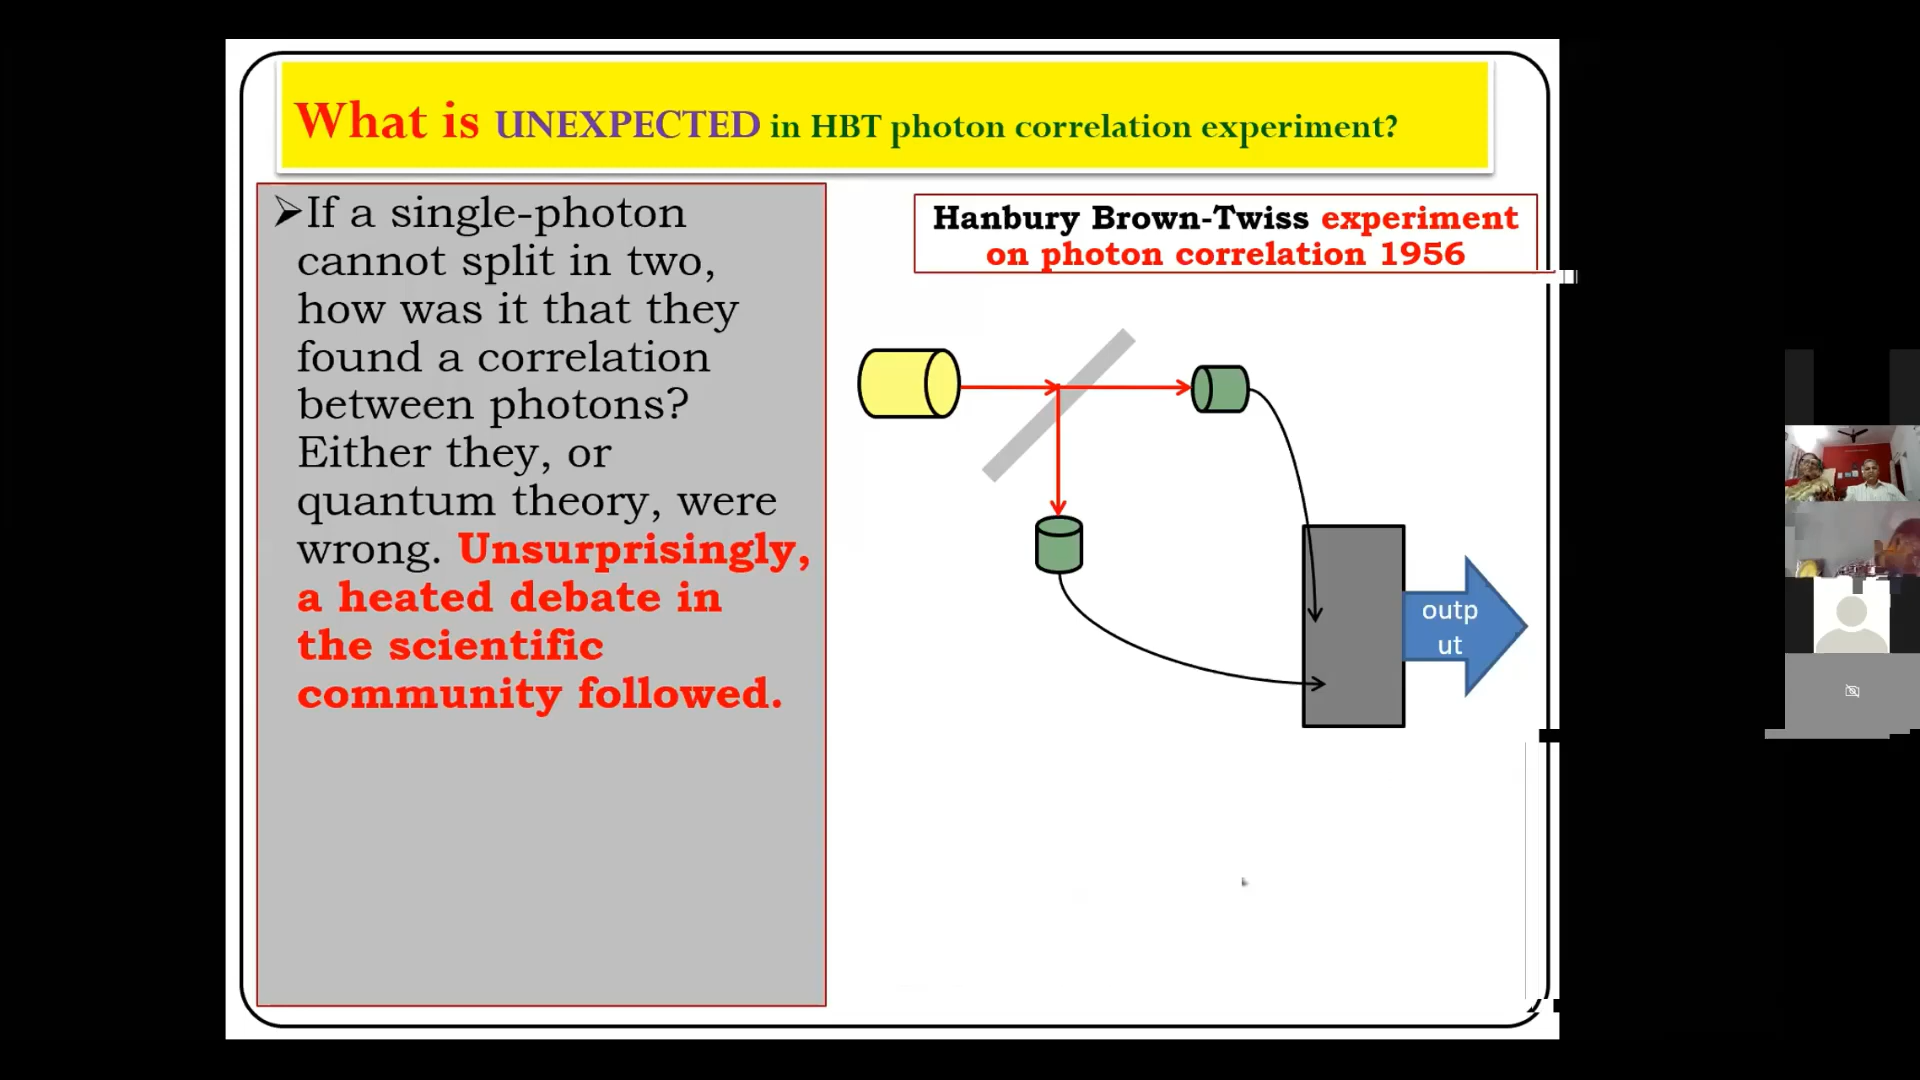 What is UNEXPECTED in HBT photon correlation experiment?
➢If a single-photon
cannot split in two,
how was it that they
found a correlation
between photons?
Either they, or
quantum theory, were
wrong. Unsurprisingly,
a heated debate in
the scientific
community followed.
Hanbury Brown-Twiss experiment
on photon correlation 1956
outp
ut